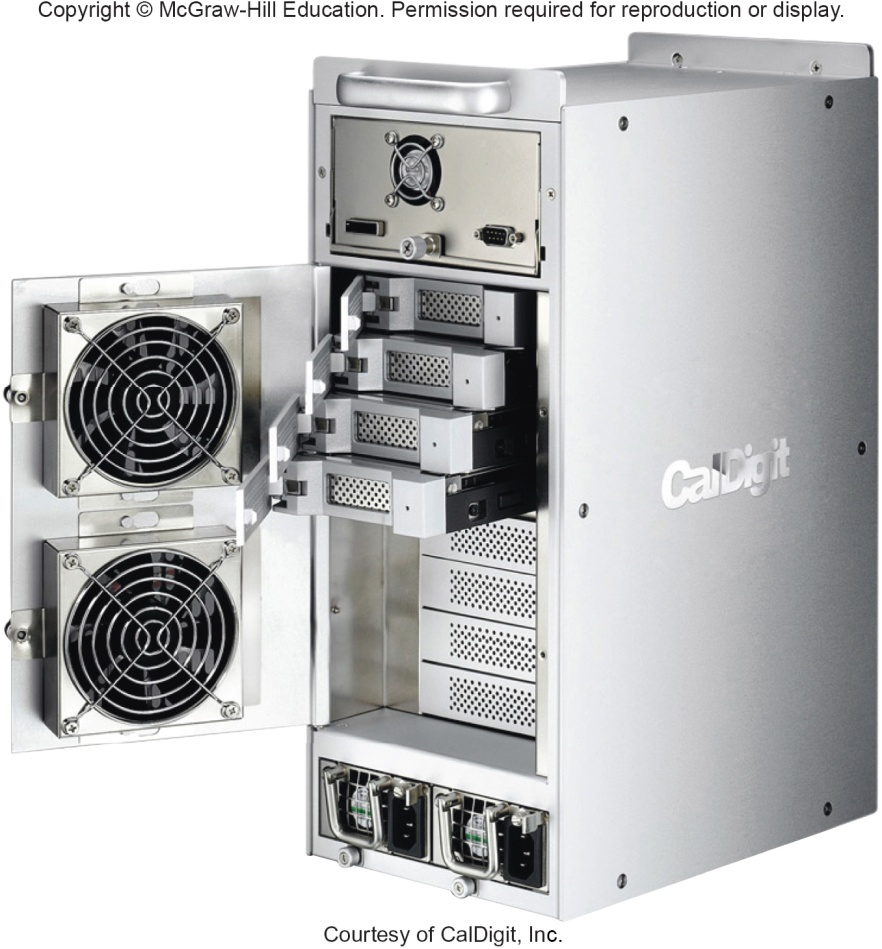 Copyright © McGraw-Hill Education. Permission required for reproduction or display.
CalDigit
Courtesy of CalDigit, Inc.